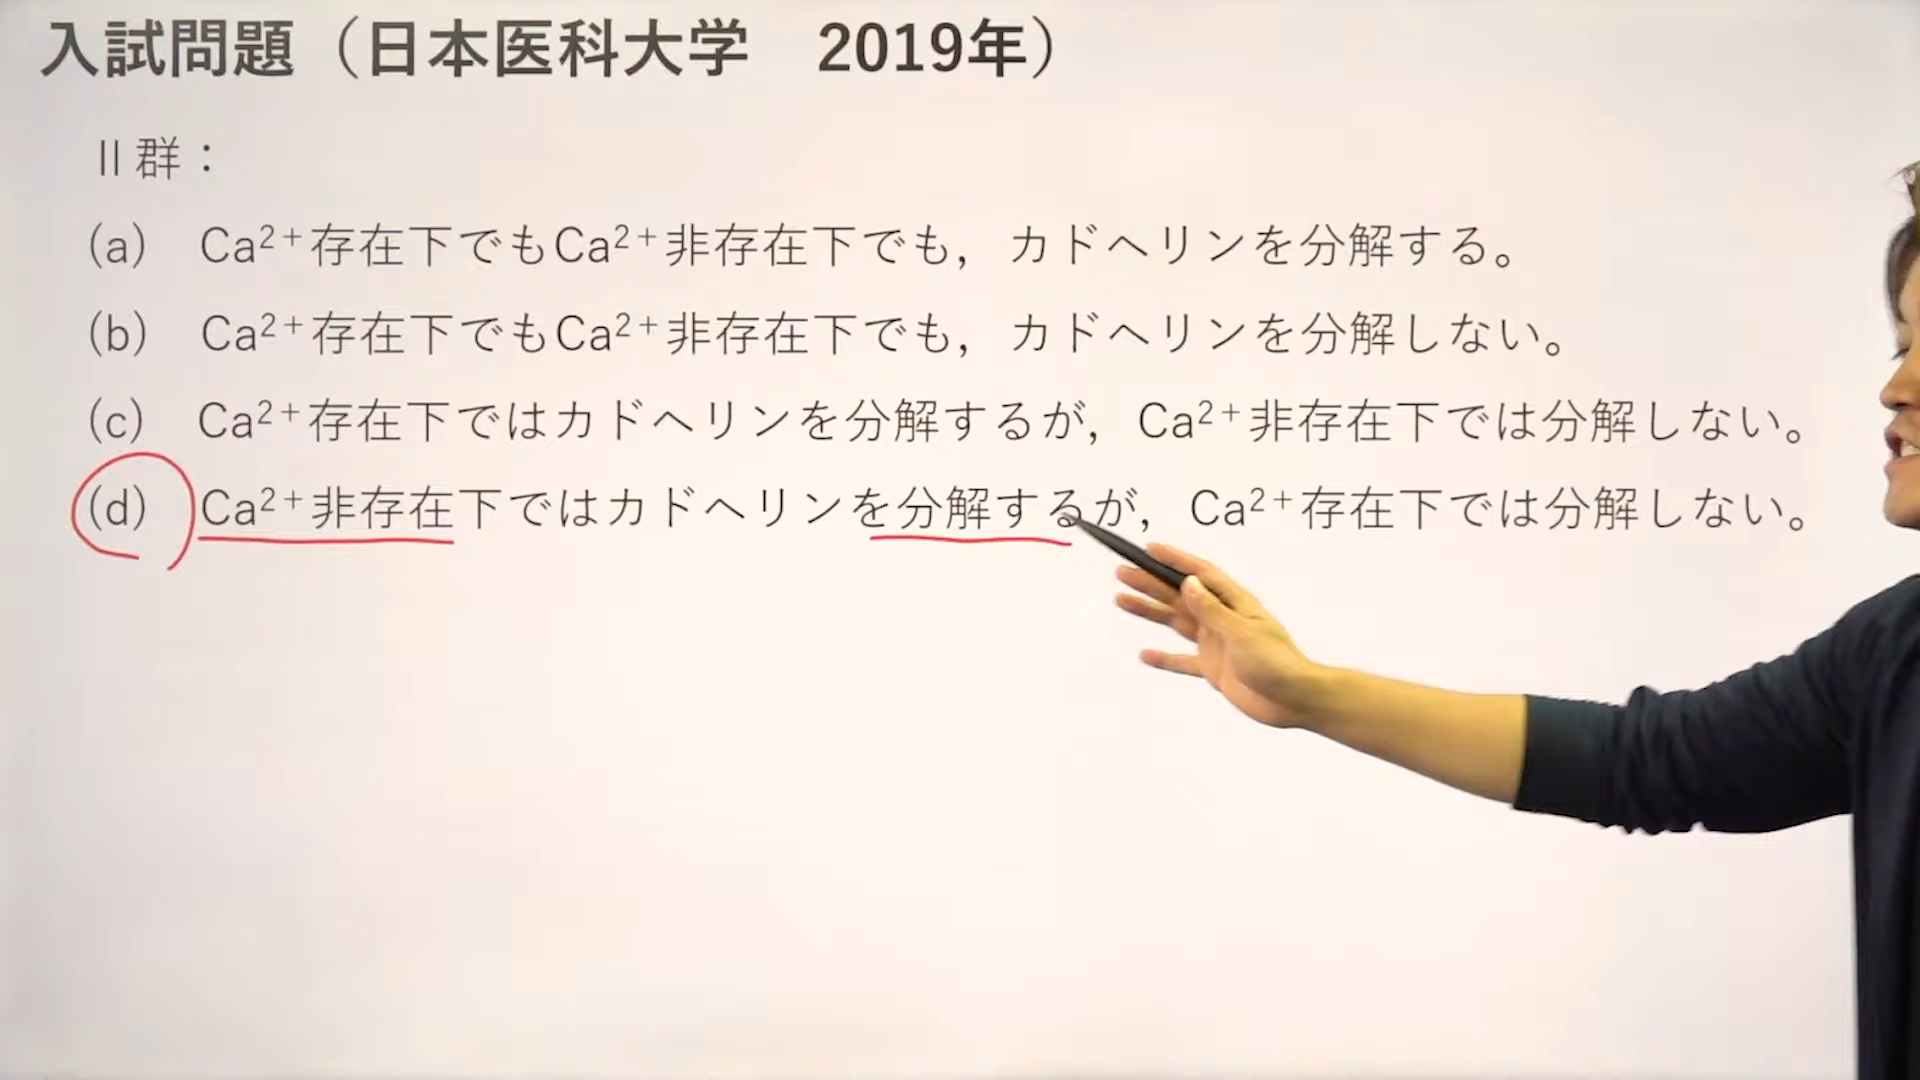 入試問題（日本医科大学　2019年）
Ⅱ群：
(a)　Ca²⁺存在下でもCa²⁺非存在下でも，カドヘリンを分解する。
(b)　Ca²⁺存在下でもCa²⁺非存在下でも，カドヘリンを分解しない。
(c)　Ca²⁺存在下ではカドヘリンを分解するが，Ca²⁺非存在下では分解しない。
(d)　Ca²⁺非存在下ではカドヘリンを分解するが，Ca²⁺存在下では分解しない。